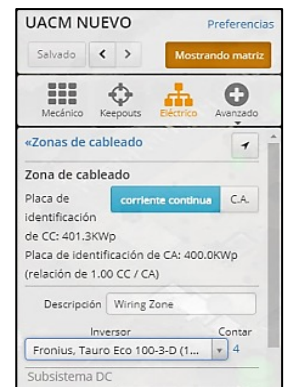 UACM NUEVO Preferencias
Salvado < > Mostrando matriz
Mecánico Keepouts Eléctrico Avanzado
«Zonas de cableado
Zona de cableado
Placa de corriente continua C.A.
identificación
de CC: 401.3KWp
Placa de identificación de CA: 400.0KWp
(relación de 1.00 CC / CA)
Descripción Wiring Zone
Inversor Contar
Fronius, Tauro Eco 100-3-D (1... 4
Subsistema DC